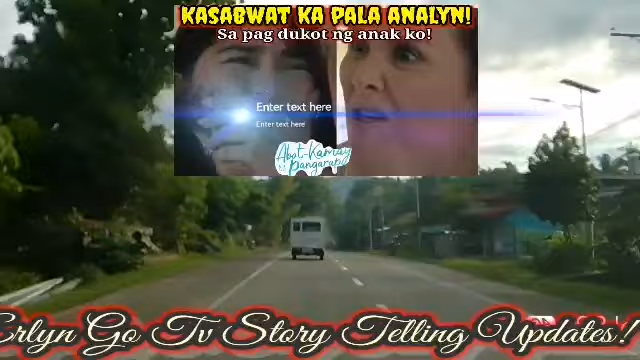 KASABWAT KA PALA ANALYN!
Sa pag dukot ng anak ko!
Enter text here
Enter text here
Abot-Kamay
na
Pangarap
Erlyn Go Tv Story Telling Updates!